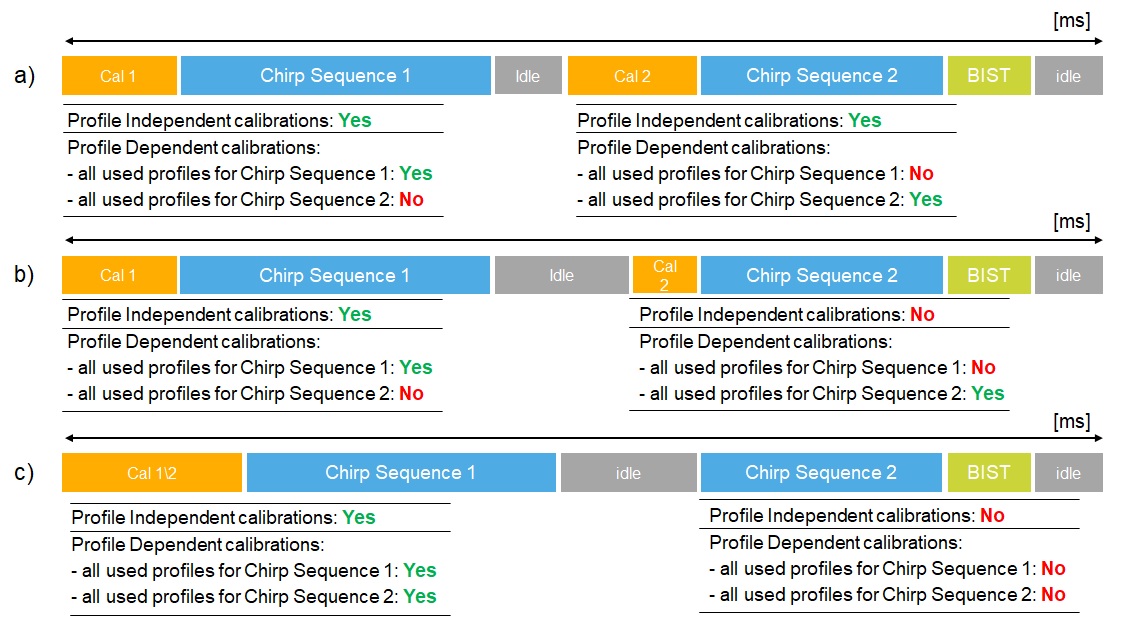 [ms]
a)
Cal 1
Chirp Sequence 1
Idle
Cal 2
Chirp Sequence 2
BIST
idle
Profile Independent calibrations: Yes
Profile Dependent calibrations:
- all used profiles for Chirp Sequence 1: Yes
- all used profiles for Chirp Sequence 2: No
Profile Independent calibrations: Yes
Profile Dependent calibrations:
- all used profiles for Chirp Sequence 1: No
- all used profiles for Chirp Sequence 2: Yes
[ms]
b)
Cal 1
Chirp Sequence 1
Idle
Cal
2
Chirp Sequence 2
BIST
idle
Profile Independent calibrations: Yes
Profile Dependent calibrations:
- all used profiles for Chirp Sequence 1: Yes
- all used profiles for Chirp Sequence 2: No
Profile Independent calibrations: No
Profile Dependent calibrations:
- all used profiles for Chirp Sequence 1: No
- all used profiles for Chirp Sequence 2: Yes
[ms]
c)
Cal 1\2
Chirp Sequence 1
idle
Chirp Sequence 2
BIST
idle
Profile Independent calibrations: Yes
Profile Dependent calibrations:
- all used profiles for Chirp Sequence 1: Yes
- all used profiles for Chirp Sequence 2: Yes
Profile Independent calibrations: No
Profile Dependent calibrations:
- all used profiles for Chirp Sequence 1: No
- all used profiles for Chirp Sequence 2: No